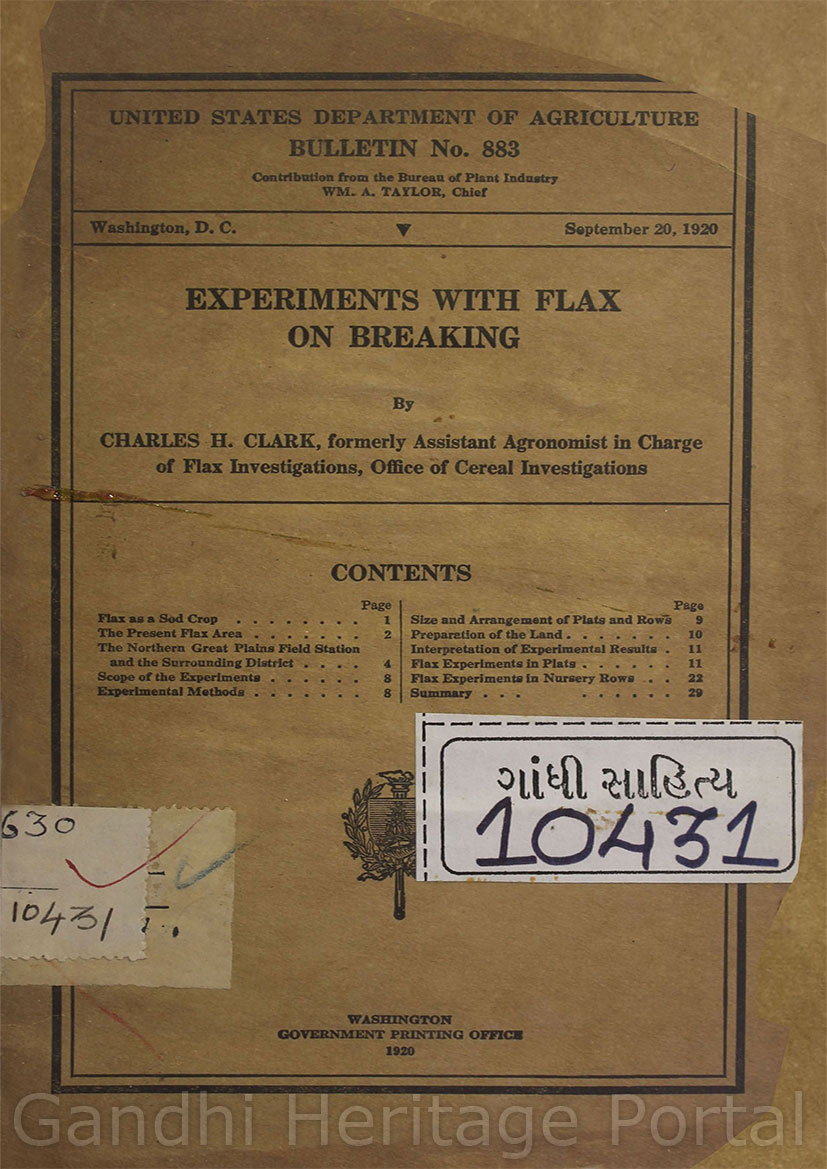 UNITED STATES DEPARTMENT OF AGRICULTURE
BULLETIN No. 883
Contribution from the Bureau of Plant Industry
WM. A. TAYLOR, Chief
Washington, D. C. ▼ September 20, 1920
EXPERIMENTS WITH FLAX
ON BREAKING
By
CHARLES H. CLARK, formerly Assistant Agronomist in Charge
of Flax Investigations, Office of Cereal Investigations
CONTENTS
Page
Flax as a Sod Crop . . . . . . . . 1
The Present Flax Area . . . . . . . 2
The Northern Great Plains Field Station
and the Surrounding District . . . . 4
Scope of the Experiments . . . . . . 8
Experimental Methods . . . . . . . 8
Page
Size and Arrangement of Plats and Rows 9
Preparation of the Land . . . . . . . 10
Interpretation of Experimental Results . 11
Flax Experiments in Plats . . . . . . 11
Flax Experiments in Nursery Rows . . 22
Summary . . . . . . . . . 29
ગાંધી સાહિત્ય
10431
630
10431
WASHINGTON
GOVERNMENT PRINTING OFFICE
1920
Gandhi Heritage Portal